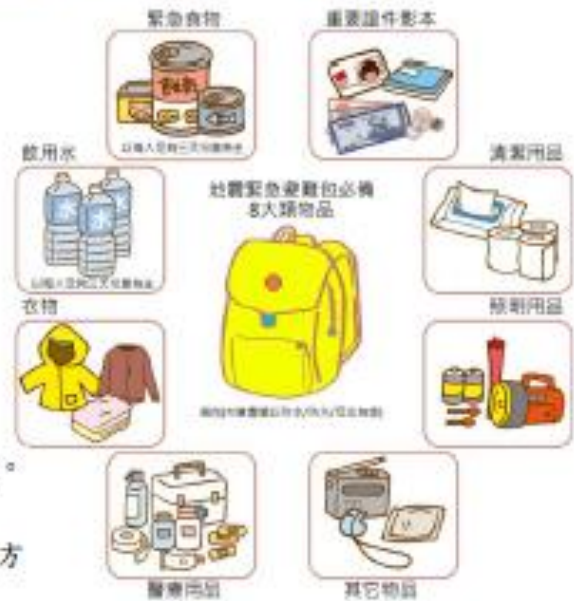 緊急食物
重要證件影本
飲用水
清潔用品
地震緊急避難包必備
8大類物品
水
水
衣物
照明用品
。
方
醫療用品
其它物品